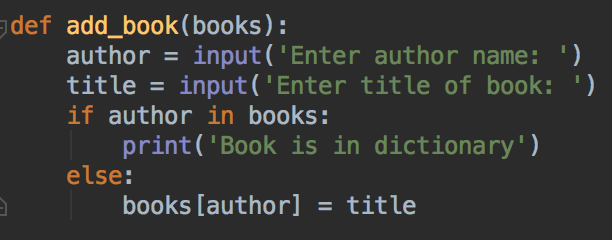 def add_book(books):
    author = input('Enter author name: ')
    title = input('Enter title of book: ')
    if author in books:
        print('Book is in dictionary')
    else:
        books[author] = title